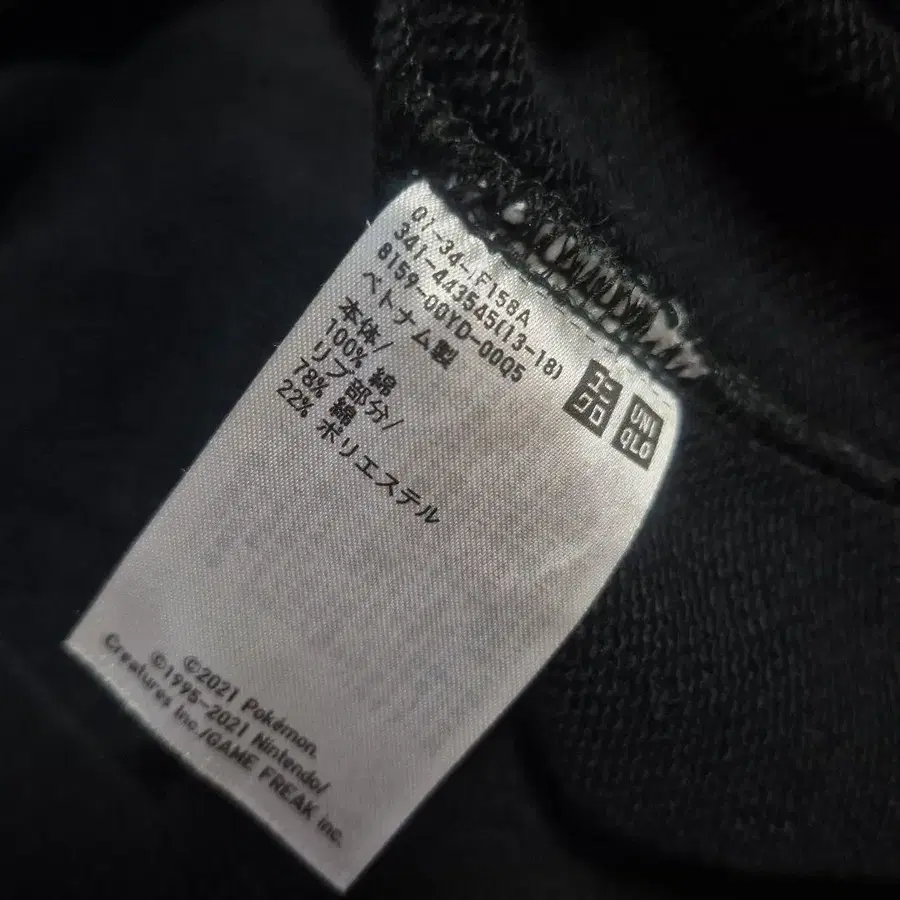 01-34-F158A
341-443545(13-18)
8159-00YD-00Q5
ベトナム製
本体/
100% 綿
リブ部分/
78% 綿
22% ポリエステル
ユニ
クロ
UNI
QLO
©2021 Pokémon.
©1995-2021 Nintendo/
Creatures Inc./GAME FREAK inc.